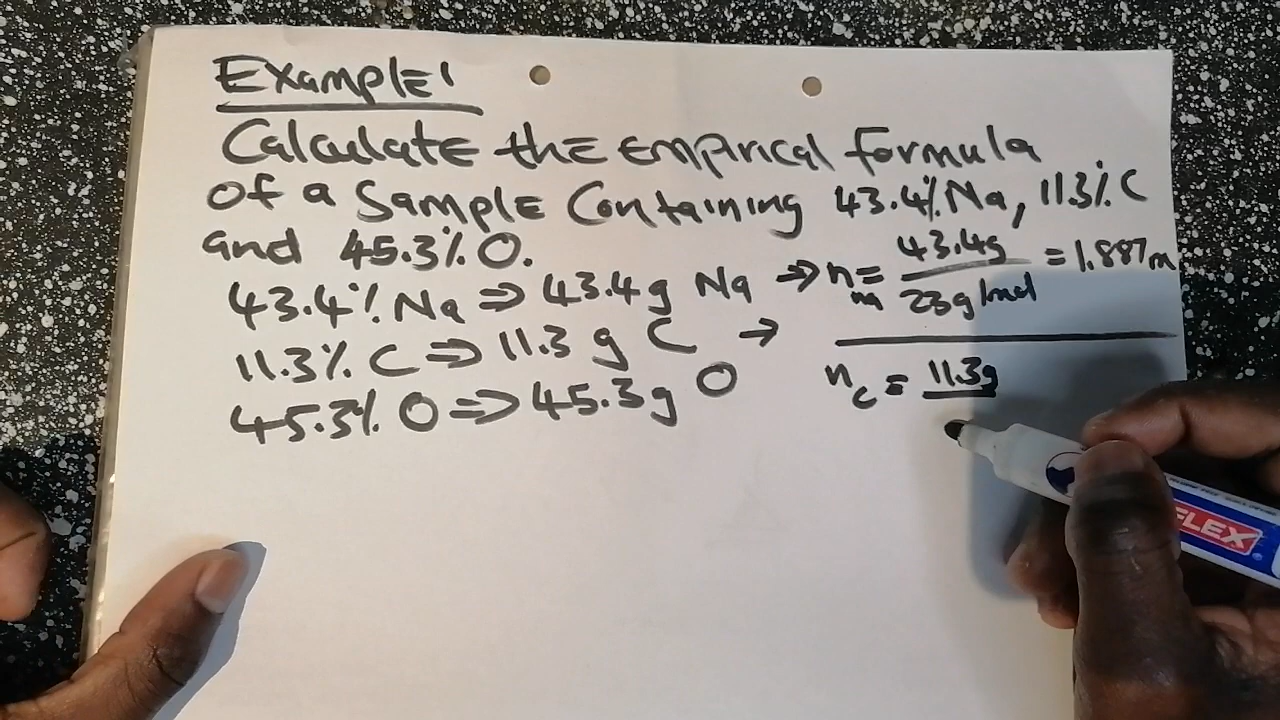 Example 1
Calculate the empirical formula
of a Sample Containing 43.4% Na, 11.3% C
and 45.3% O.
43.4% Na ⇒ 43.4g Na ⇒ n Na = 43.4g / 23g/mol = 1.887m
11.3% C ⇒ 11.3 g C →
45.3% O ⇒ 45.3g O
n C = 11.3g
FLEX